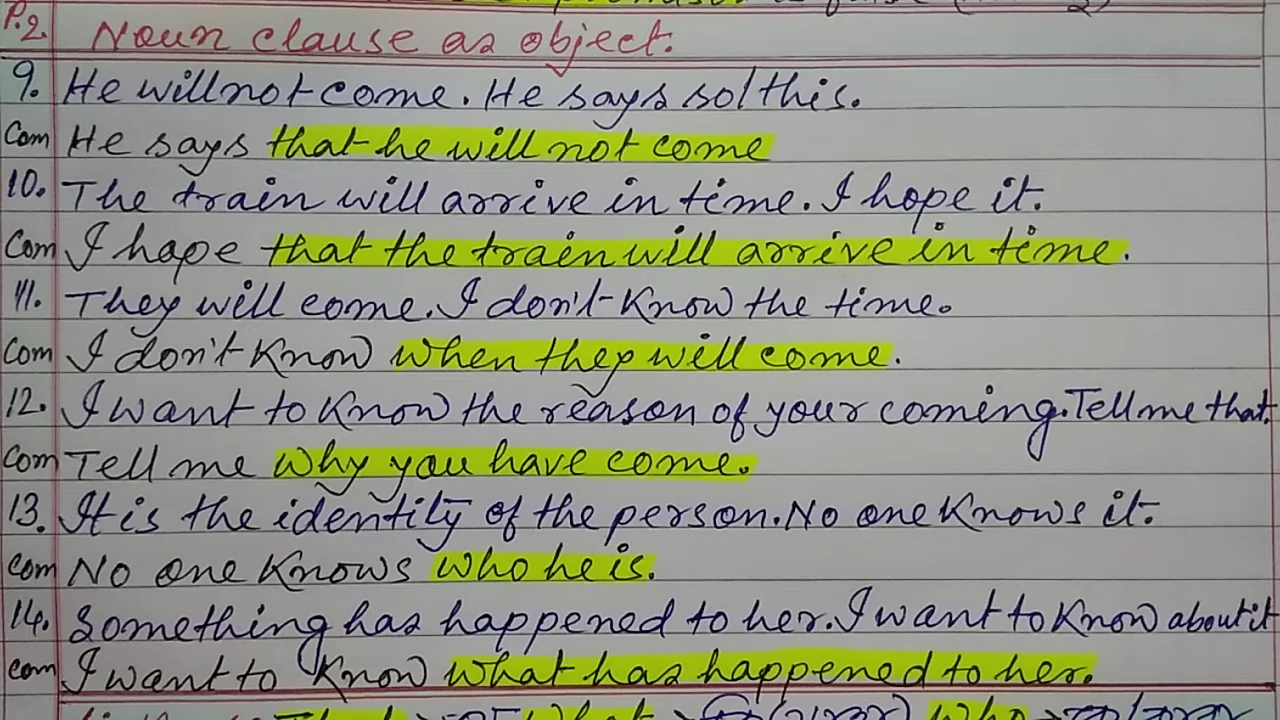 P.2. Noun clause as object.
9. He will not come. He says so/this.
Com He says that he will not come
10. The train will arrive in time. I hope it.
Com I hope that the train will arrive in time.
11. They will come. I don't know the time.
Com I don't know when they will come.
12. I want to know the reason of your coming. Tell me that.
Com Tell me why you have come.
13. It is the identity of the person. No one knows it.
Com No one knows who he is.
14. Something has happened to her. I want to know about it
Com I want to know what has happened to her.